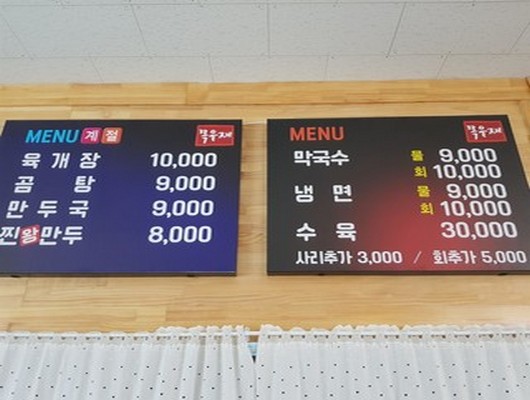 MENU 계절
육개장 10,000
곰탕 9,000
만두국 9,000
찐왕만두 8,000
MENU
막국수 물 9,000
회 10,000
냉면 물 9,000
회 10,000
수육 30,000
사리추가 3,000 / 회추가 5,000